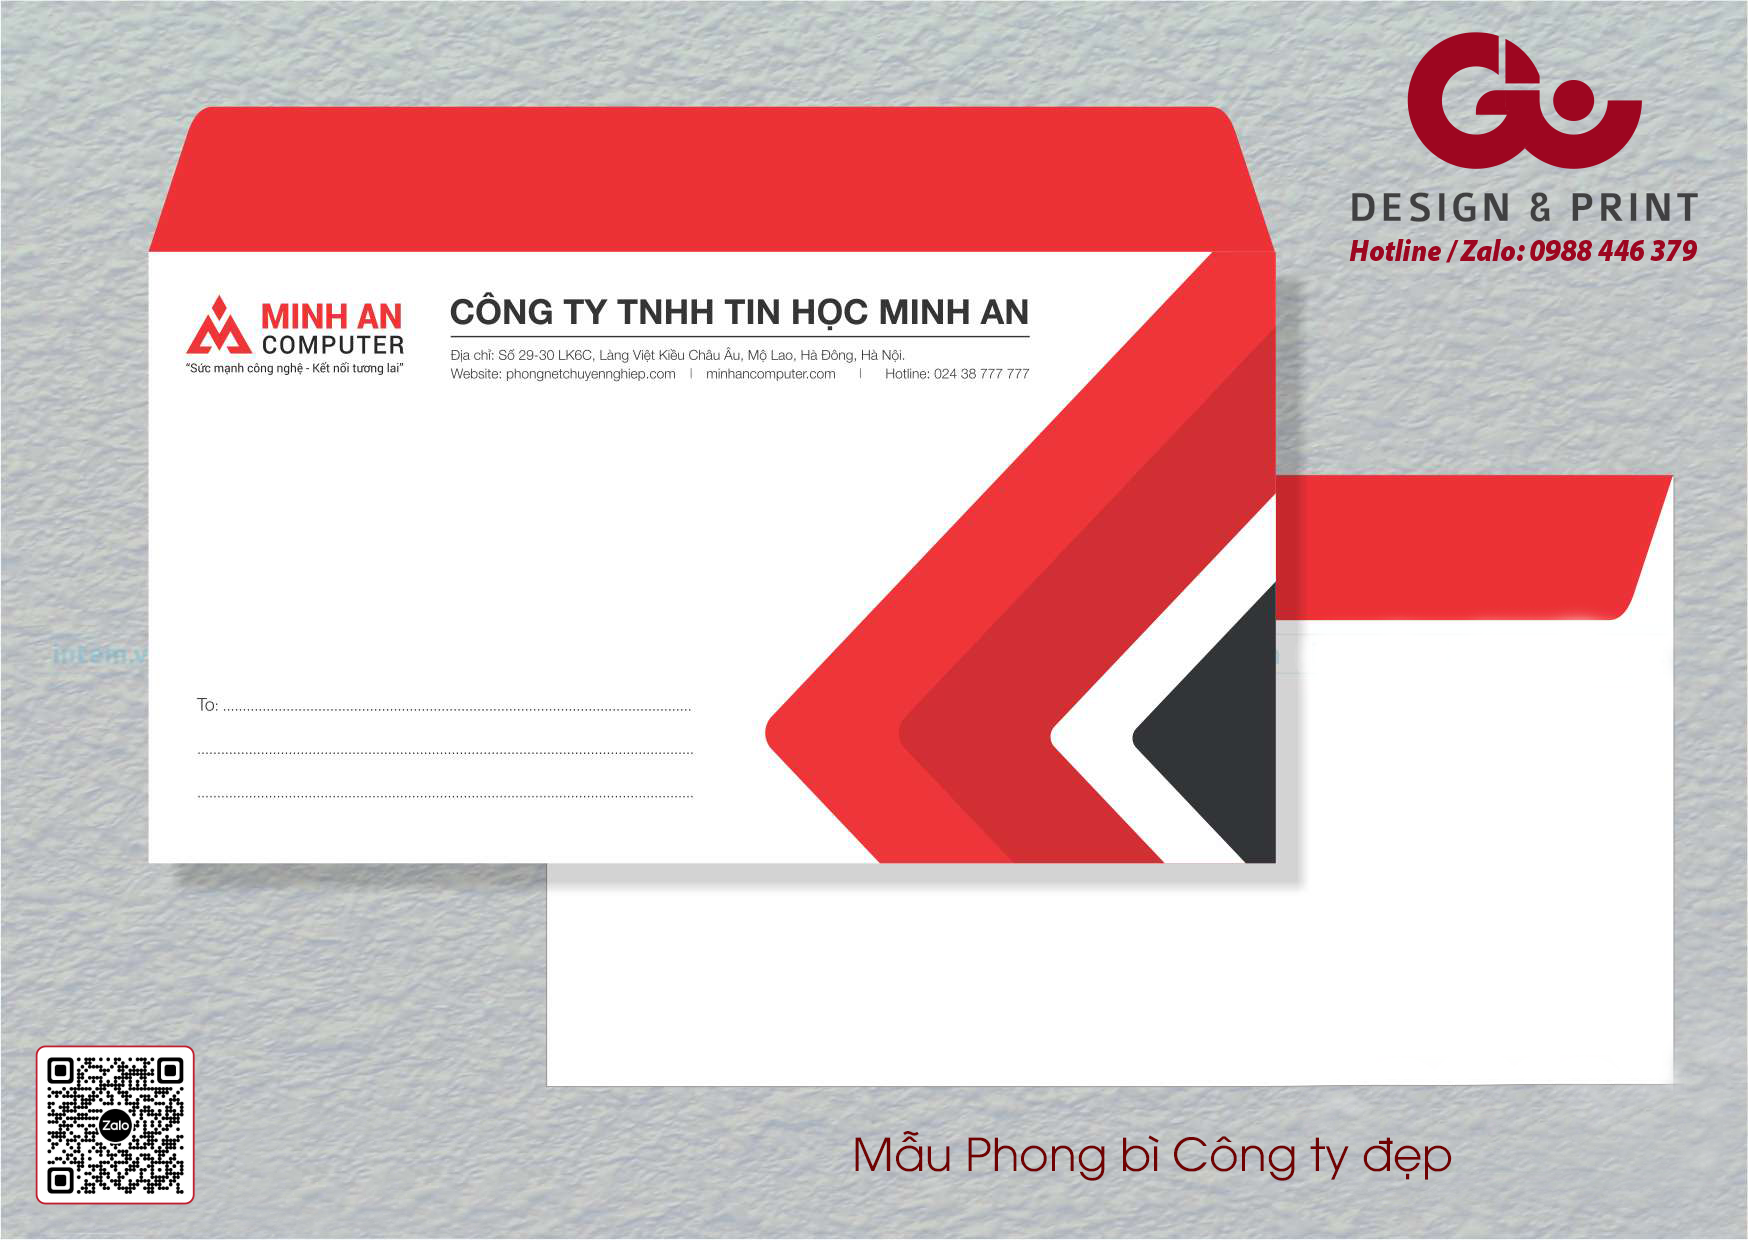 Go
DESIGN & PRINT
Hotline / Zalo: 0988 446 379
MINH AN
COMPUTER
“Sức mạnh công nghệ - Kết nối tương lai”
CÔNG TY TNHH TIN HỌC MINH AN
Địa chỉ: Số 29-30 LK6C, Làng Việt Kiều Châu Âu, Mộ Lao, Hà Đông, Hà Nội.
Website: phongnetchuyennghiep.com | minhancomputer.com | Hotline: 024 38 777 777
To:
Zalo
Mẫu Phong bì Công ty đẹp